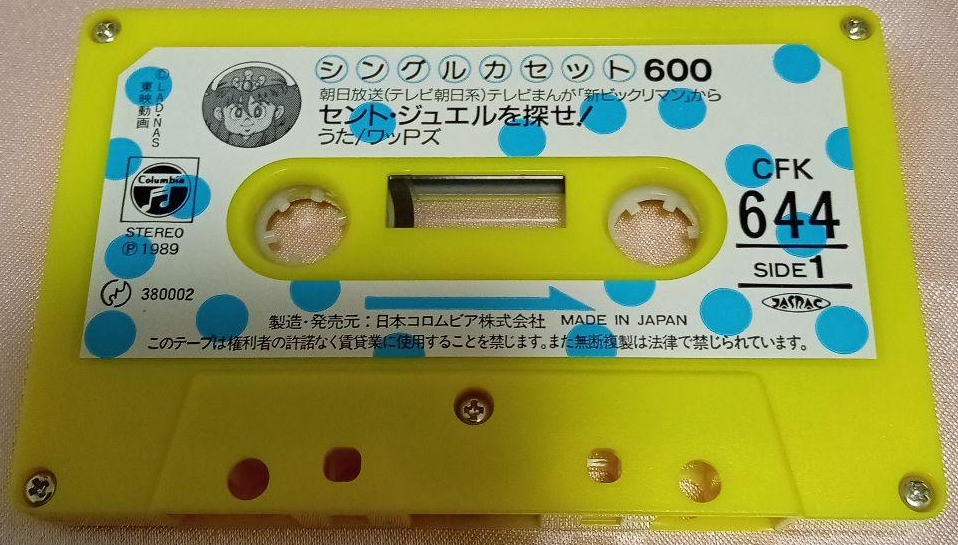 シングルカセット600
朝日放送(テレビ朝日系)テレビまんが「新ビックリマン」から
セント・ジュエルを探せ!
うた/ワッPズ
©LAD・NAS
東映動画
Columbia
STEREO
Ⓟ1989
380002
CFK
644
SIDE 1
JASRAC
製造・発売元:日本コロムビア株式会社 MADE IN JAPAN
このテープは権利者の許諾なく賃貸業に使用することを禁じます。また無断複製は法律で禁じられています。